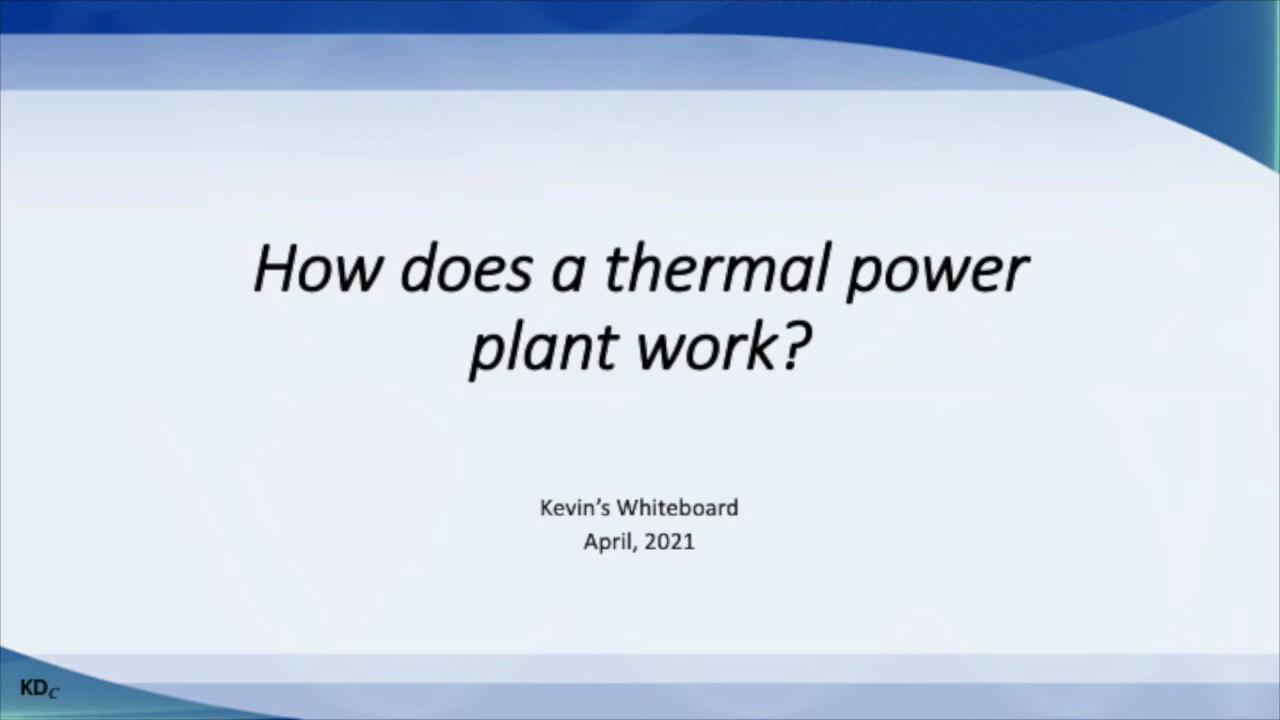 How does a thermal power
plant work?
Kevin’s Whiteboard
April, 2021
KDC